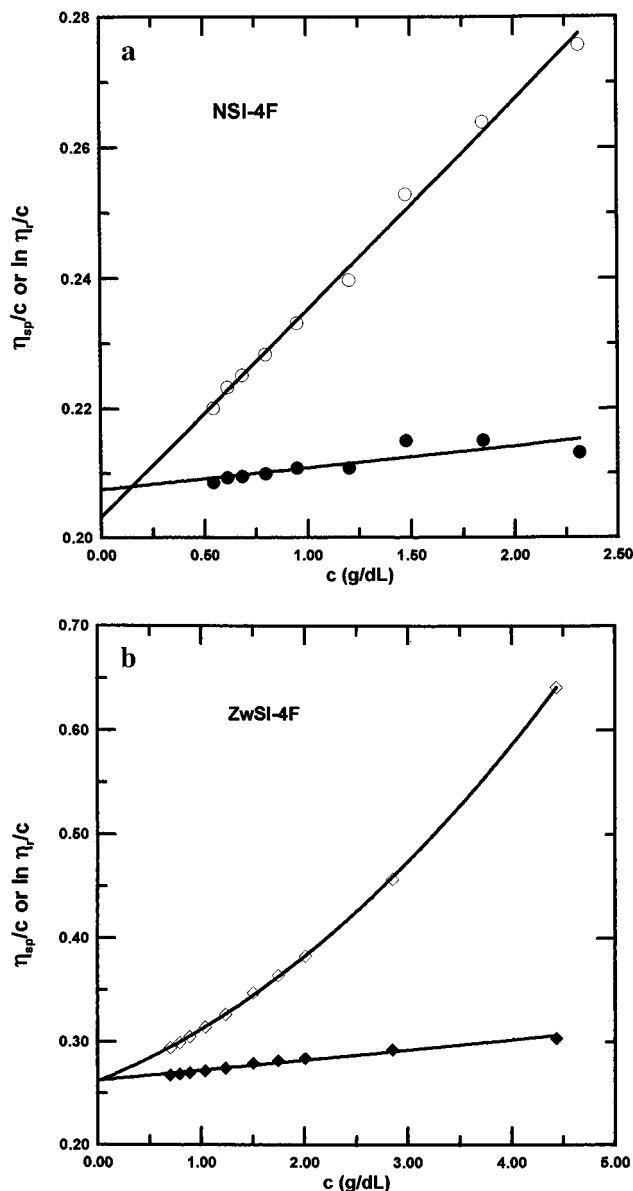 a
NSI-4F
0.28
0.26
0.24
0.22
0.20
ηsp/c or ln ηr/c
0.00 0.50 1.00 1.50 2.00 2.50
c (g/dL)
b
ZwSI-4F
0.70
0.60
0.60
0.40
0.30
0.20
ηsp/c or ln ηr/c
0.00 1.00 2.00 3.00 4.00 5.00
c (g/dL)